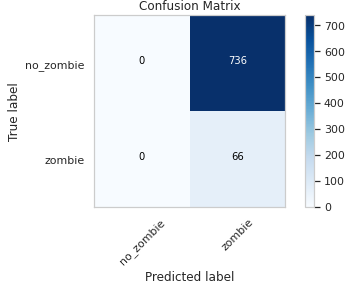 Confusion Matrix
True label
no_zombie
0
736
zombie
0
66
no_zombie
zombie
Predicted label
700
600
500
400
300
200
100
0